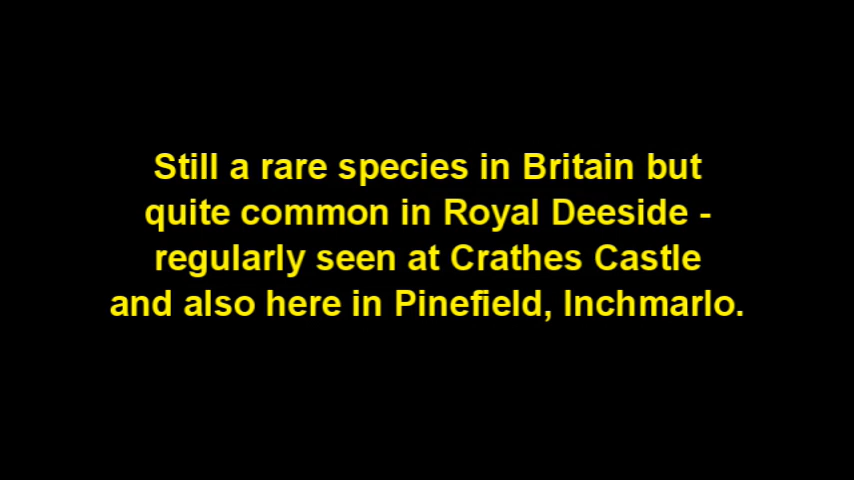 Still a rare species in Britain but
quite common in Royal Deeside -
regularly seen at Crathes Castle
and also here in Pinefield, Inchmarlo.